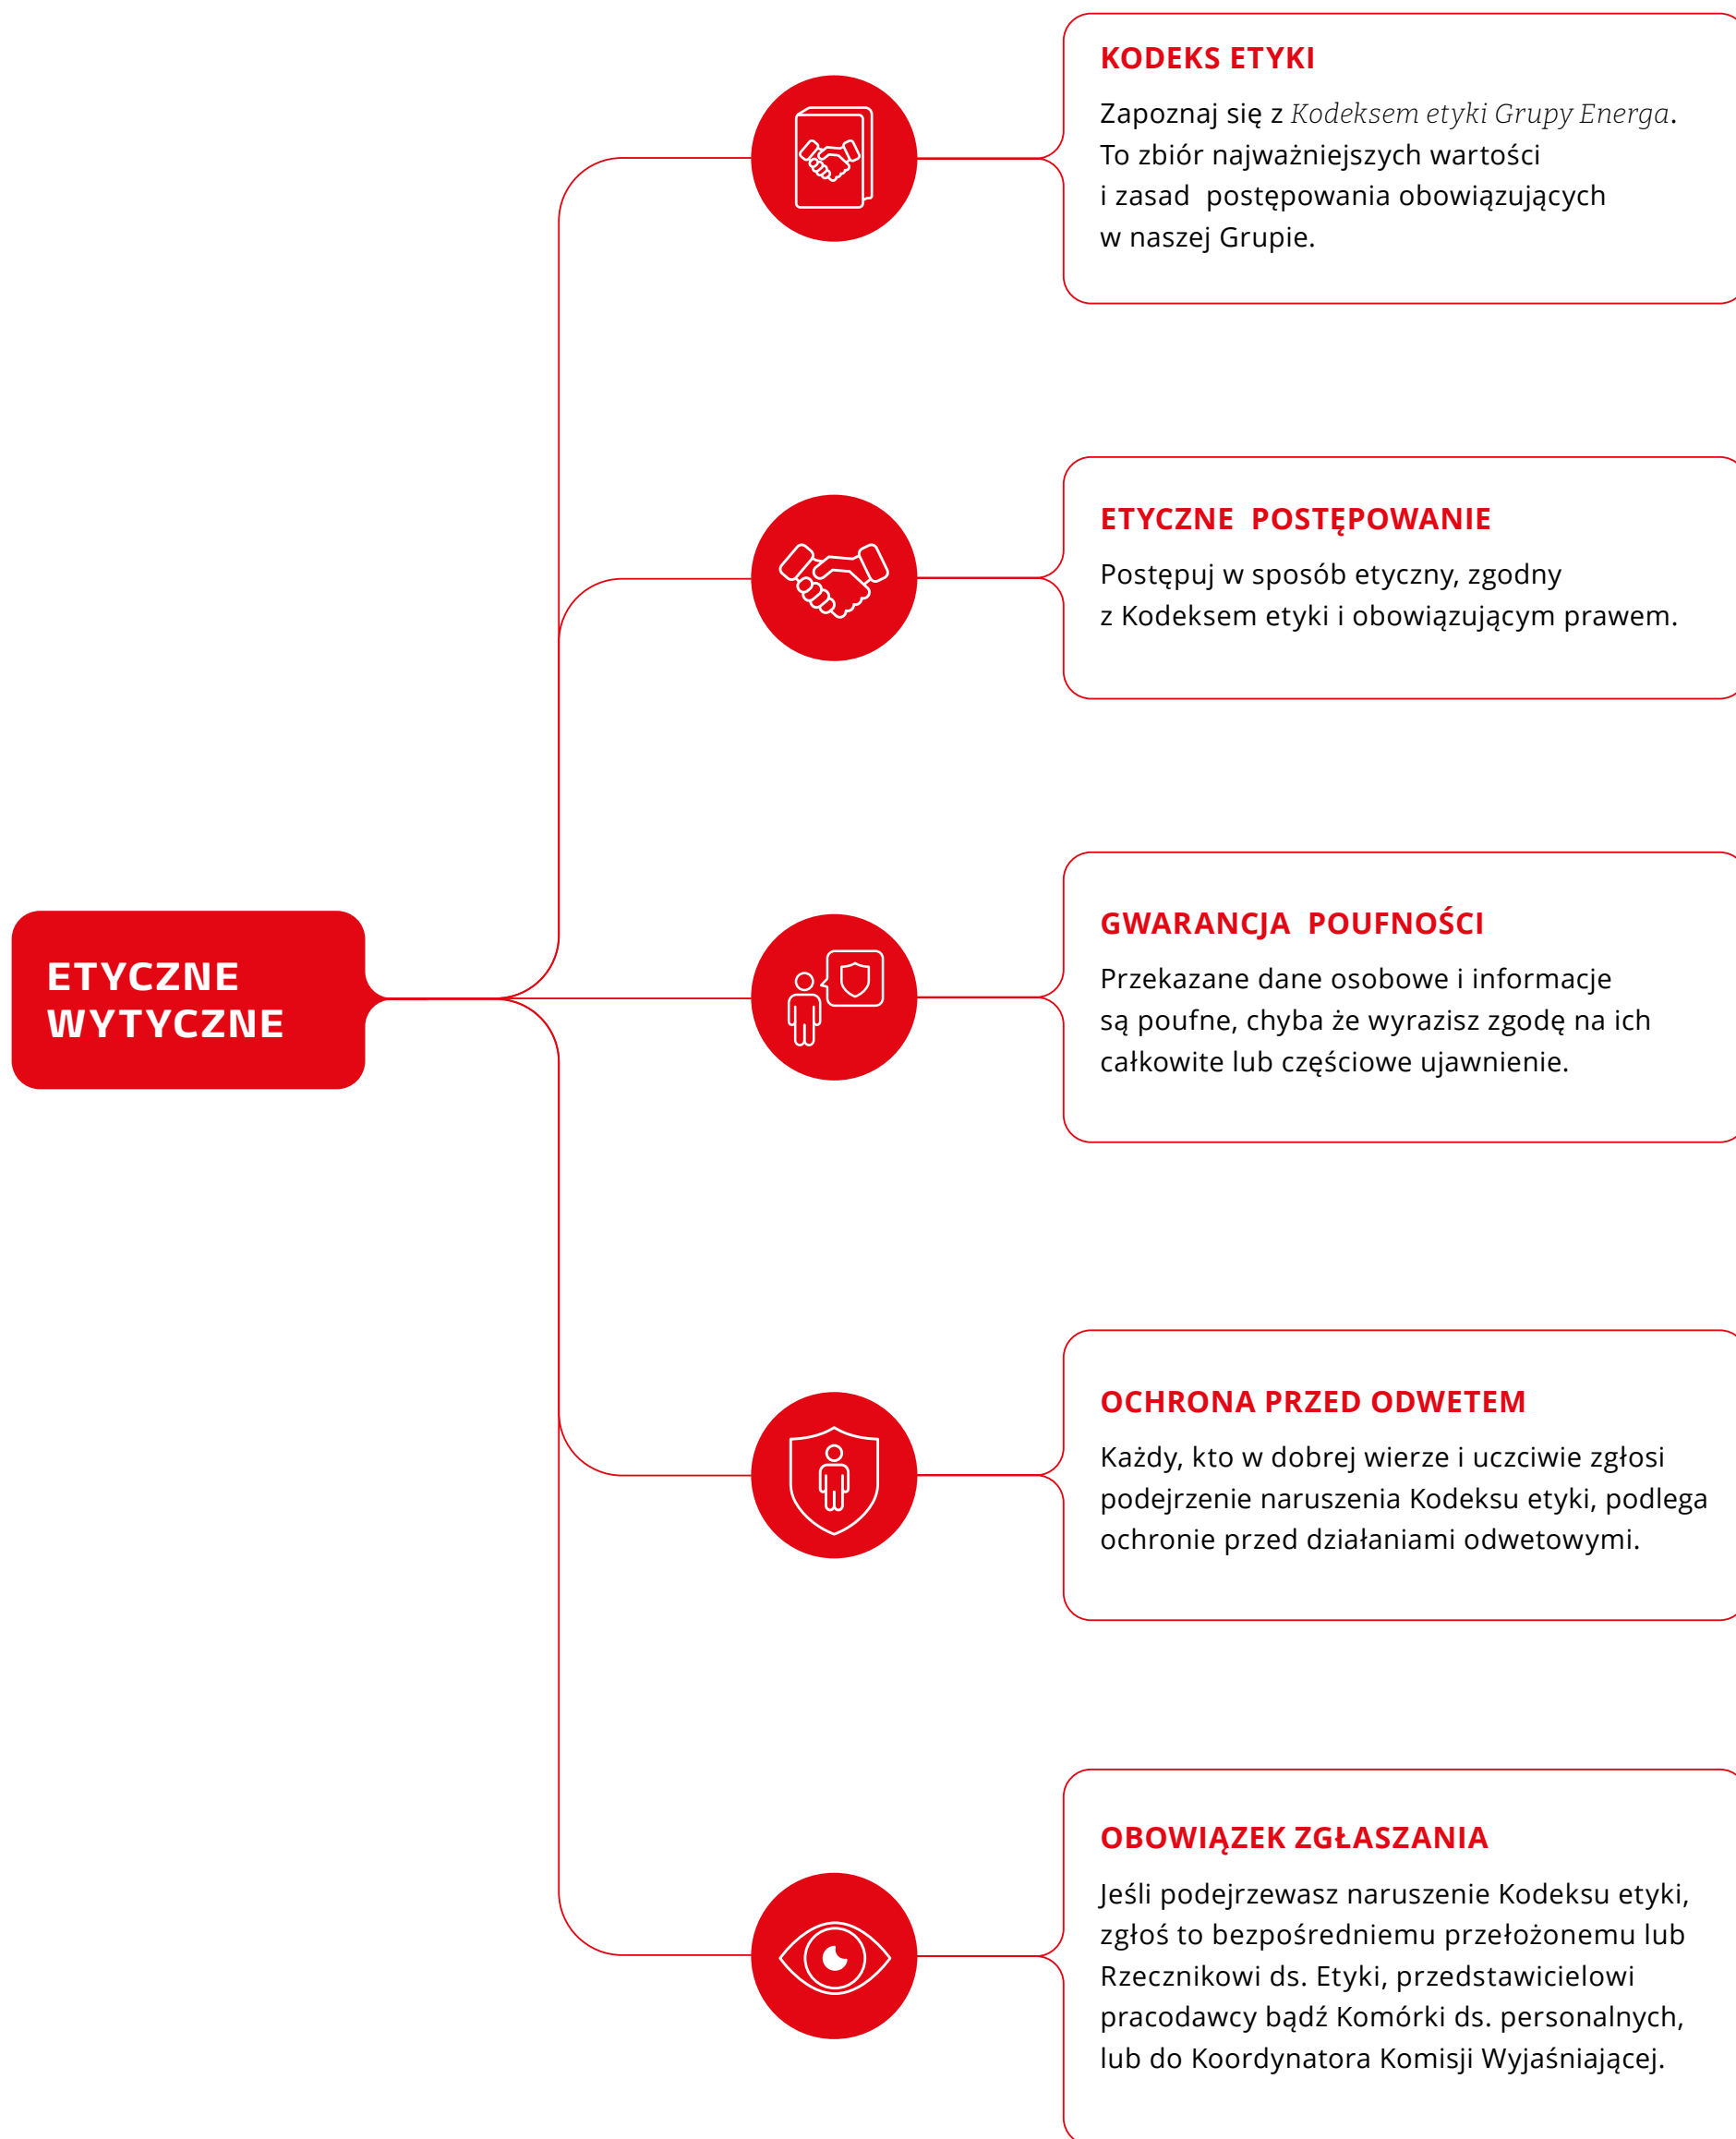 KODEKS ETYKI
Zapoznaj się z Kodeksem etyki Grupy Energa.
To zbiór najważniejszych wartości
i zasad  postępowania obowiązujących
w naszej Grupie.
ETYCZNE  POSTĘPOWANIE
Postępuj w sposób etyczny, zgodny
z Kodeksem etyki i obowiązującym prawem.
ETYCZNE
WYTYCZNE
GWARANCJA  POUFNOŚCI
Przekazane dane osobowe i informacje
są poufne, chyba że wyrazisz zgodę na ich
całkowite lub częściowe ujawnienie.
OCHRONA PRZED ODWETEM
Każdy, kto w dobrej wierze i uczciwie zgłosi
podejrzenie naruszenia Kodeksu etyki, podlega
ochronie przed działaniami odwetowymi.
OBOWIĄZEK ZGŁASZANIA
Jeśli podejrzewasz naruszenie Kodeksu etyki,
zgłoś to bezpośredniemu przełożonemu lub
Rzecznikowi ds. Etyki, przedstawicielowi
pracodawcy bądź Komórki ds. personalnych,
lub do Koordynatora Komisji Wyjaśniającej.